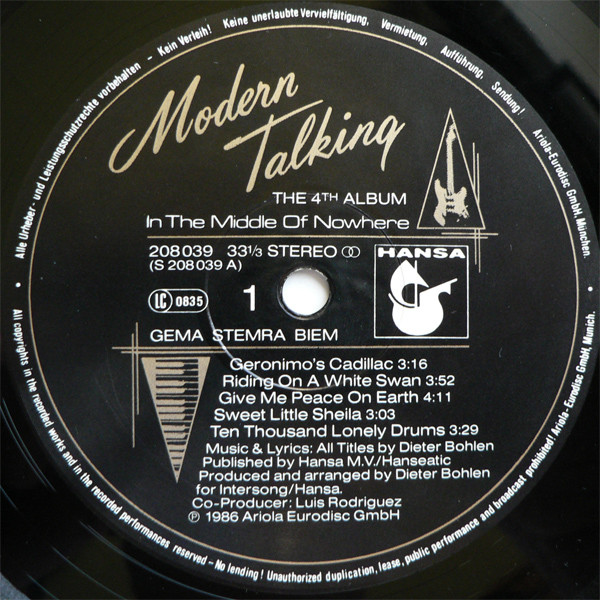 Alle Urheber- und Leistungsschutzrechte vorbehalten - Kein Verleih! Keine unerlaubte Vervielfältigung, Vermietung, Aufführung, Sendung! Ariola-Eurodisc GmbH, München.
Modern
Talking
THE 4TH ALBUM
In The Middle Of Nowhere
208039 33⅓ STEREO
(S 208 039 A)
HANSA
LC 0835
1
GEMA STEMRA BIEM
Geronimo's Cadillac 3:16
Riding On A White Swan 3:52
Give Me Peace On Earth 4:11
Sweet Little Sheila 3:03
Ten Thousand Lonely Drums 3:29
Music & Lyrics: All Titles by Dieter Bohlen
Published by Hansa M.V./Hanseatic
Produced and arranged by Dieter Bohlen
for Intersong/Hansa.
Co-Producer: Luis Rodriguez
℗ 1986 Ariola Eurodisc GmbH
All copyrights in the recorded works and in the recorded performances reserved - No lending! Unauthorized duplication, lease, public performance and broadcast prohibited! Ariola-Eurodisc GmbH, Munich.